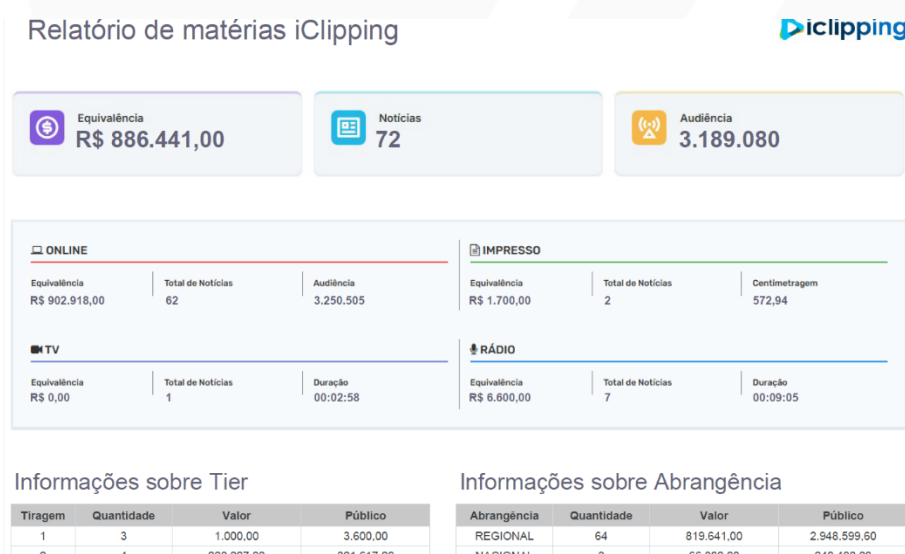 Relatório de matérias iClipping
iclipping
Equivalência
R$ 886.441,00
Notícias
72
Audiência
3.189.080
ONLINE
Equivalência
R$ 902.918,00
Total de Notícias
62
Audiência
3.250.505
IMPRESSO
Equivalência
R$ 1.700,00
Total de Notícias
2
Centimetragem
572,94
TV
Equivalência
R$ 0,00
Total de Notícias
1
Duração
00:02:58
RÁDIO
Equivalência
R$ 6.600,00
Total de Notícias
7
Duração
00:09:05
Informações sobre Tier
Tiragem Quantidade Valor Público
1 3 1.000,00 3.600,00
Informações sobre Abrangência
Abrangência Quantidade Valor Público
REGIONAL 64 819.641,00 2.948.599,60
NACIONAL